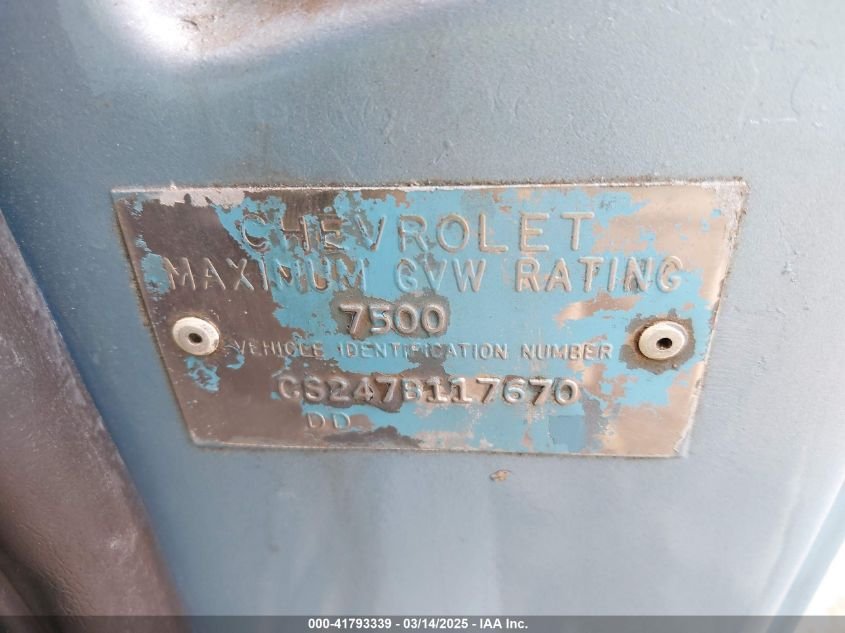 CHEVROLET
MAXIMUM GVW RATING
7500
VEHICLE IDENTIFICATION NUMBER
CS247B117670
DD
000-41793339 - 03/14/2025 - IAA Inc.